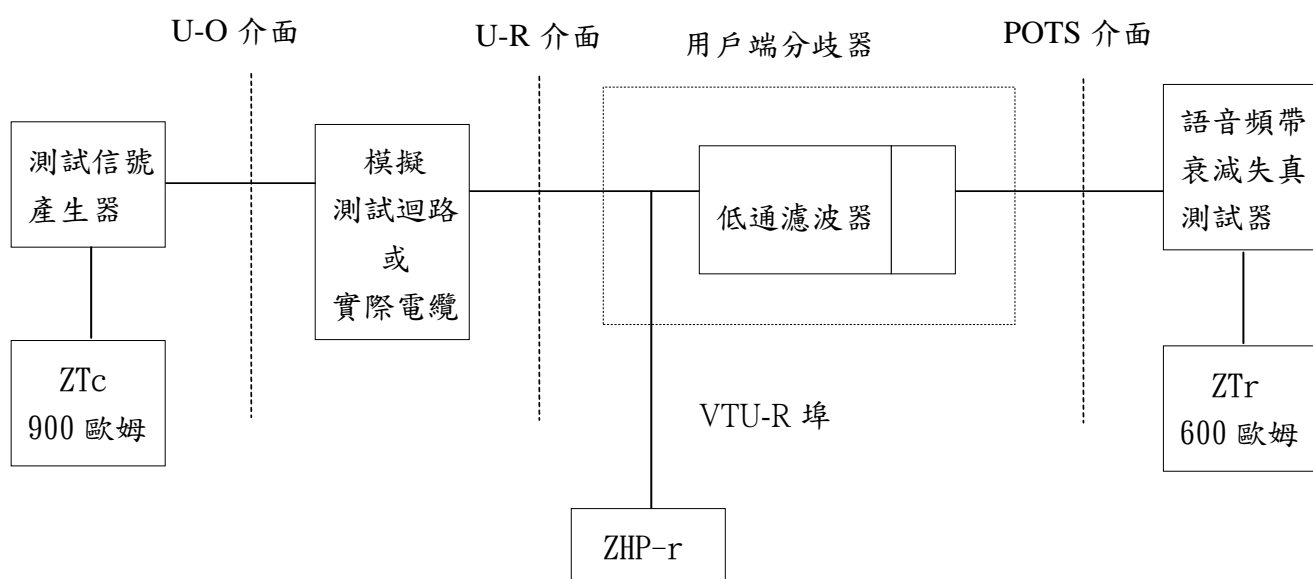 U-O 介面
U-R 介面
用戶端分歧器
POTS 介面
測試信號
產生器
模擬
測試迴路
或
實際電纜
低通濾波器
語音頻帶
衰減失真
測試器
ZTc
900 歐姆
VTU-R 埠
ZTr
600 歐姆
ZHP-r